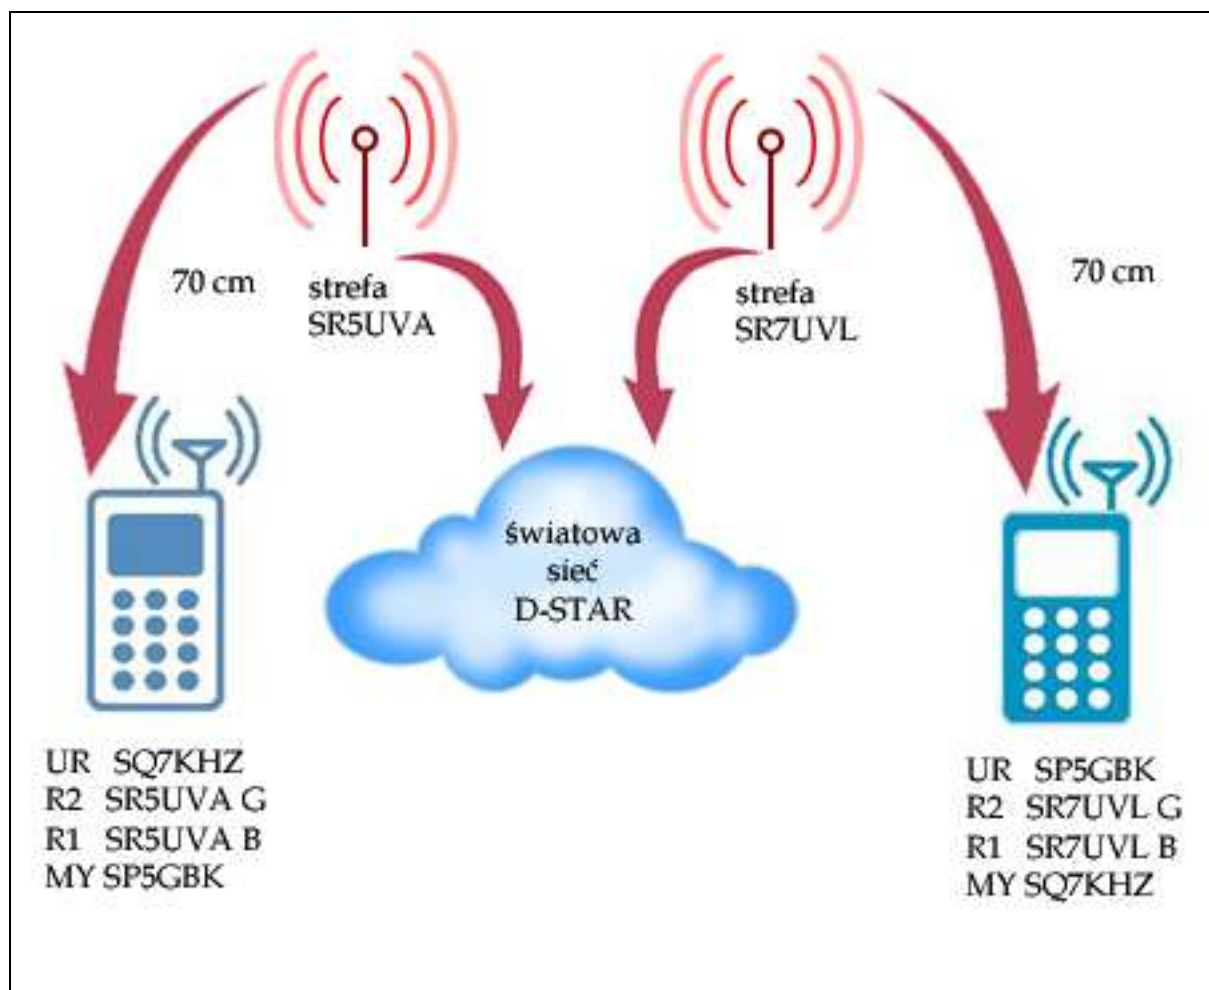 70 cm
strefa
SR5UVA
strefa
SR7UVL
70 cm
światowa
sieć
D-STAR
UR SQ7KHZ
R2 SR5UVA G
R1 SR5UVA B
MY SP5GBK
UR SP5GBK
R2 SR7UVL G
R1 SR7UVL B
MY SQ7KHZ